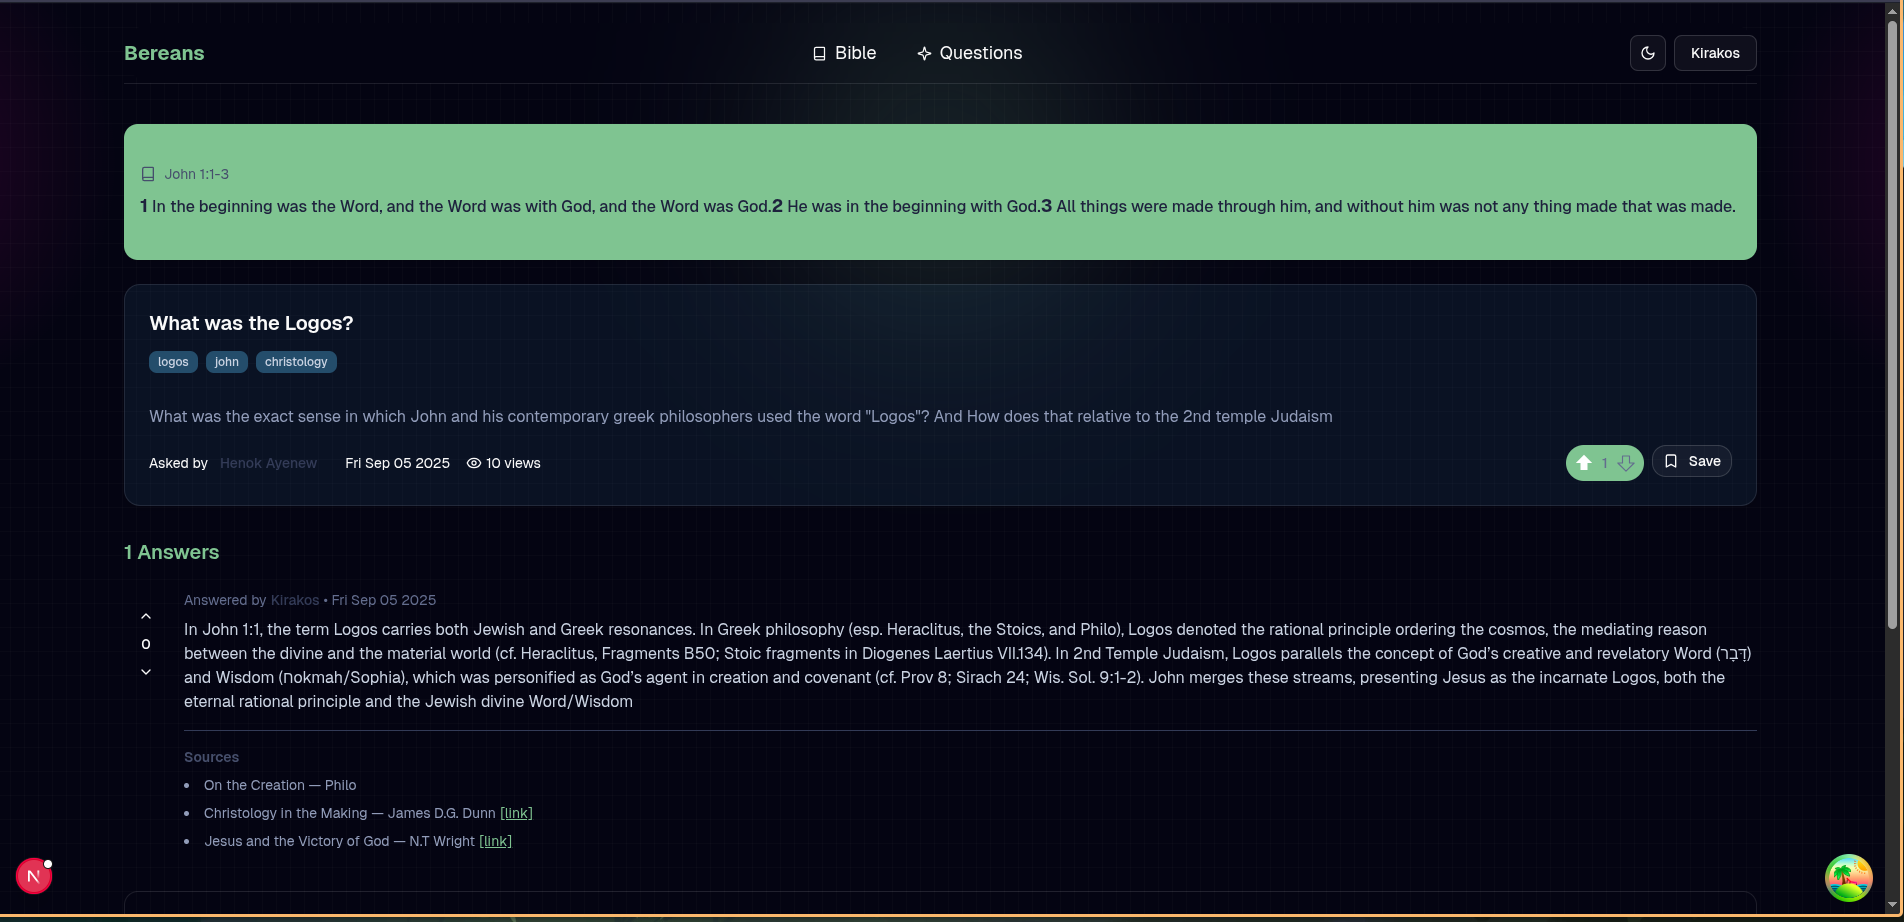 Bereans
Bible
Questions
Kirakos
John 1:1-3
1 In the beginning was the Word, and the Word was with God, and the Word was God.2 He was in the beginning with God.3 All things were made through him, and without him was not any thing made that was made.
What was the Logos?
logos john christology
What was the exact sense in which John and his contemporary greek philosophers used the word "Logos"? And How does that relative to the 2nd temple Judaism
Asked by Henok Ayenew Fri Sep 05 2025 10 views
1
Save
1 Answers
Answered by Kirakos • Fri Sep 05 2025
0
In John 1:1, the term Logos carries both Jewish and Greek resonances. In Greek philosophy (esp. Heraclitus, the Stoics, and Philo), Logos denoted the rational principle ordering the cosmos, the mediating reason
between the divine and the material world (cf. Heraclitus, Fragments B50; Stoic fragments in Diogenes Laertius VII.134). In 2nd Temple Judaism, Logos parallels the concept of God’s creative and revelatory Word (דָּבָר)
and Wisdom (חokmah/Sophia), which was personified as God’s agent in creation and covenant (cf. Prov 8; Sirach 24; Wis. Sol. 9:1-2). John merges these streams, presenting Jesus as the incarnate Logos, both the
eternal rational principle and the Jewish divine Word/Wisdom
Sources
• On the Creation — Philo
• Christology in the Making — James D.G. Dunn [link]
• Jesus and the Victory of God — N.T Wright [link]
N